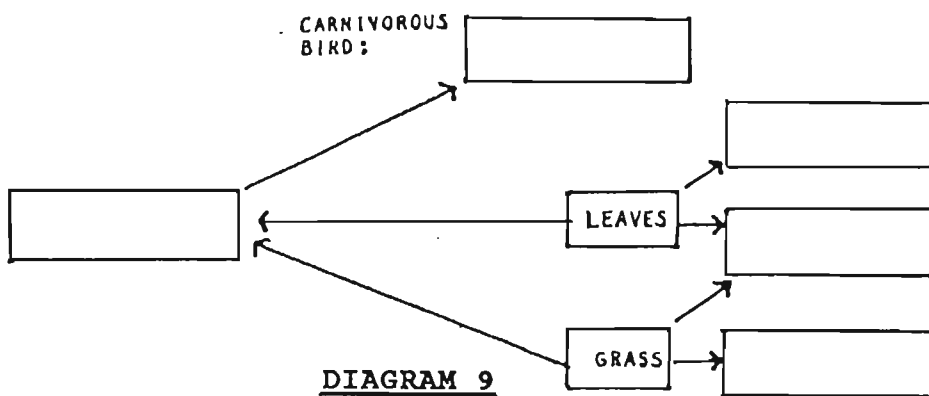 CARNIVOROUS
BIRD:
LEAVES
GRASS
DIAGRAM 9